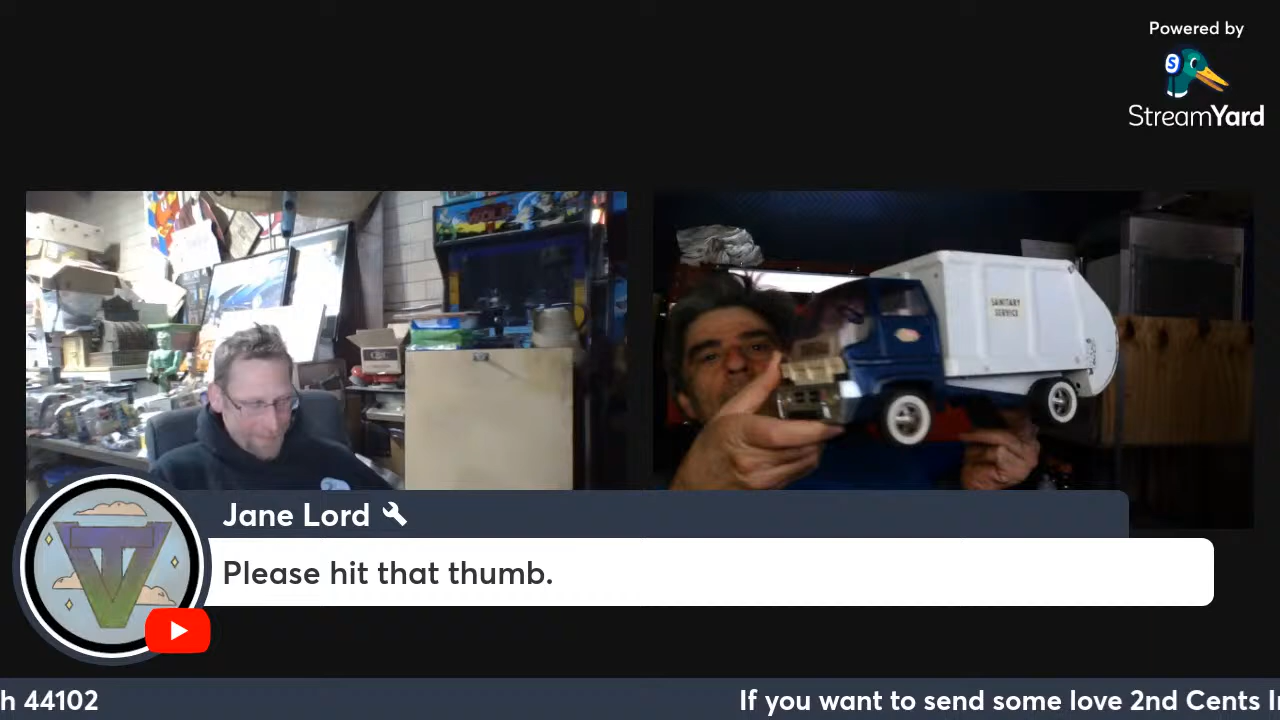 Powered by
StreamYard
SANITARY
SERVICE
Jane Lord
Please hit that thumb.
h 44102
If you want to send some love 2nd Cents I